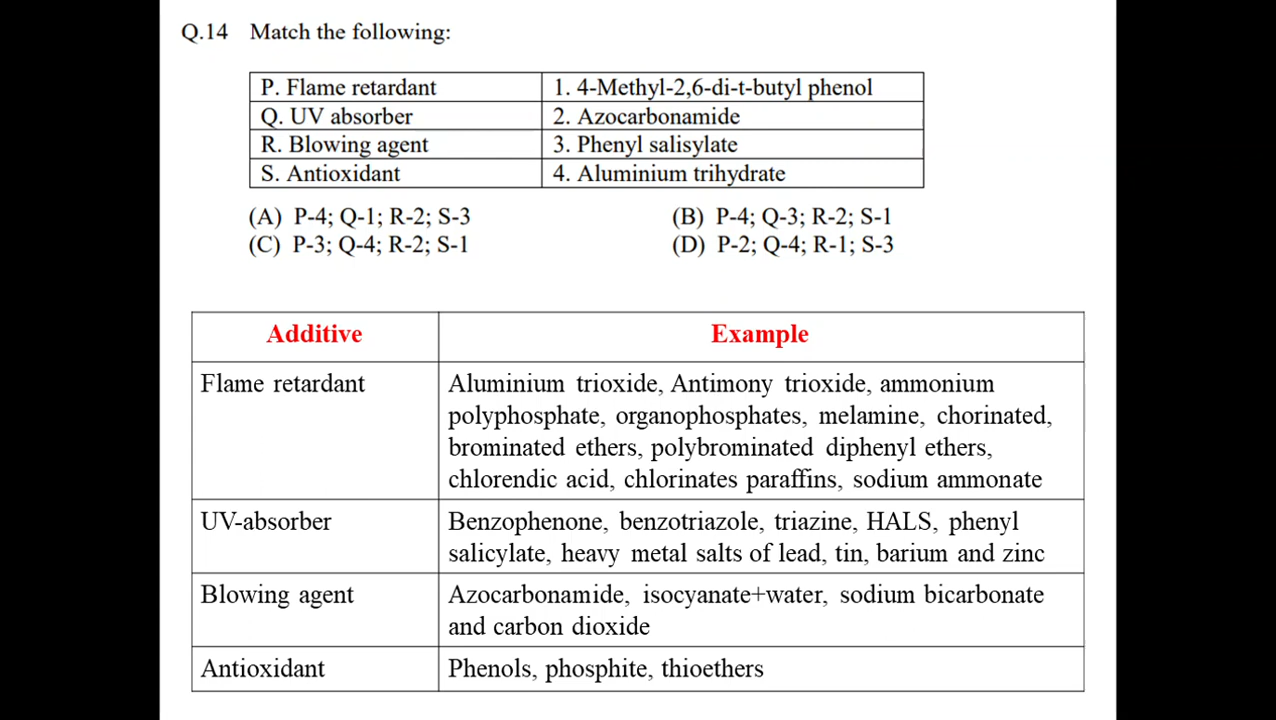 Q.14 Match the following:
P. Flame retardant 1. 4-Methyl-2,6-di-t-butyl phenol
Q. UV absorber 2. Azocarbonamide
R. Blowing agent 3. Phenyl salisylate
S. Antioxidant 4. Aluminium trihydrate
(A) P-4; Q-1; R-2; S-3 (B) P-4; Q-3; R-2; S-1
(C) P-3; Q-4; R-2; S-1 (D) P-2; Q-4; R-1; S-3
Additive Example
Flame retardant Aluminium trioxide, Antimony trioxide, ammonium
polyphosphate, organophosphates, melamine, chorinated,
brominated ethers, polybrominated diphenyl ethers,
chlorendic acid, chlorinates paraffins, sodium ammonate
UV-absorber Benzophenone, benzotriazole, triazine, HALS, phenyl
salicylate, heavy metal salts of lead, tin, barium and zinc
Blowing agent Azocarbonamide, isocyanate+water, sodium bicarbonate
and carbon dioxide
Antioxidant Phenols, phosphite, thioethers